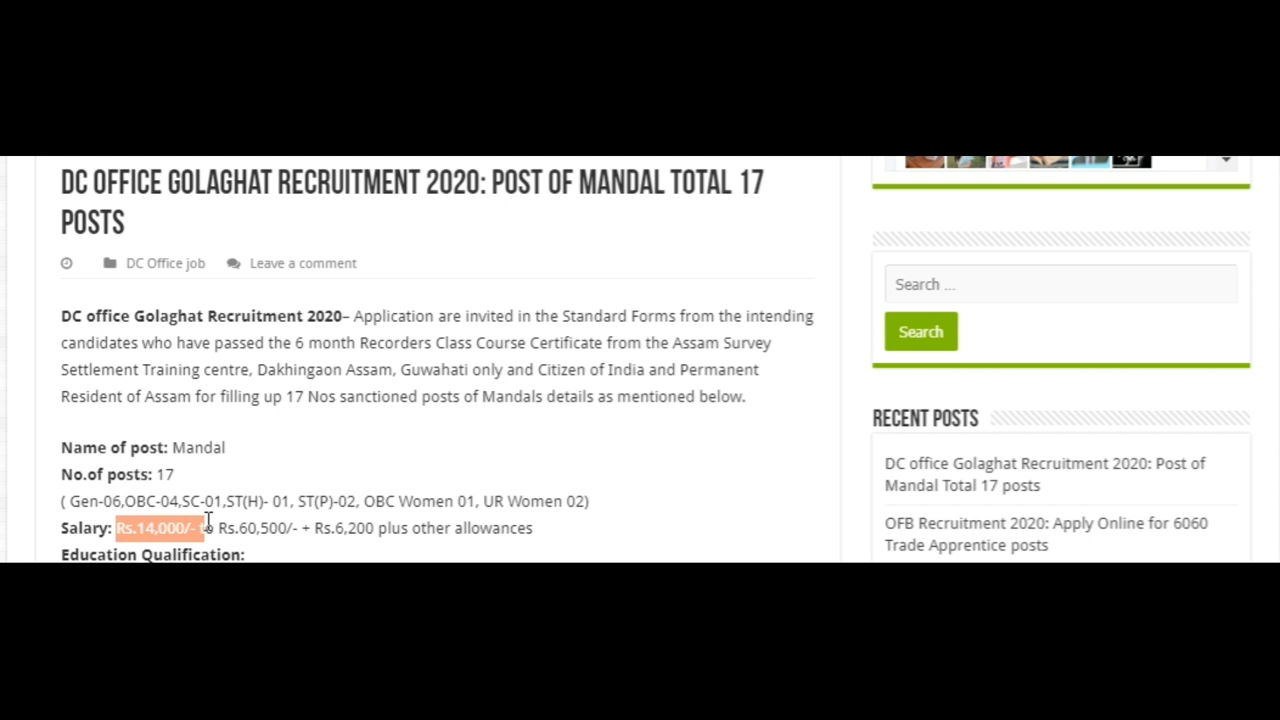 DC OFFICE GOLAGHAT RECRUITMENT 2020: POST OF MANDAL TOTAL 17
POSTS
DC Office job Leave a comment
DC office Golaghat Recruitment 2020– Application are invited in the Standard Forms from the intending
candidates who have passed the 6 month Recorders Class Course Certificate from the Assam Survey
Settlement Training centre, Dakhingaon Assam, Guwahati only and Citizen of India and Permanent
Resident of Assam for filling up 17 Nos sanctioned posts of Mandals details as mentioned below.
Name of post: Mandal
No.of posts: 17
( Gen-06,OBC-04,SC-01,ST(H)- 01, ST(P)-02, OBC Women 01, UR Women 02)
Salary: Rs.14,000/- to Rs.60,500/- + Rs.6,200 plus other allowances
Education Qualification:
Search ...
Search
RECENT POSTS
DC office Golaghat Recruitment 2020: Post of
Mandal Total 17 posts
OFB Recruitment 2020: Apply Online for 6060
Trade Apprentice posts